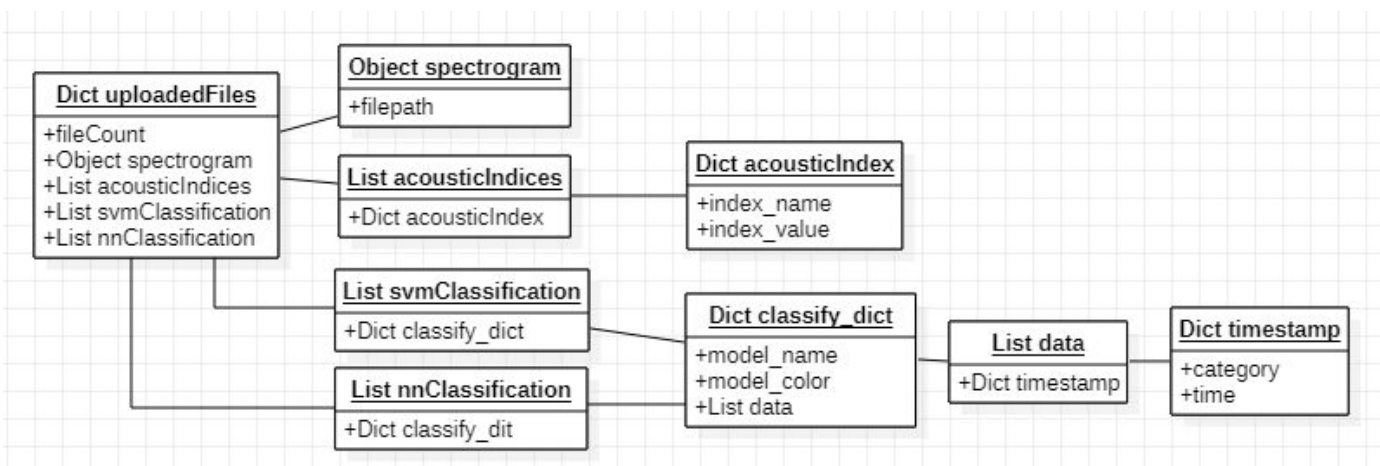 Dict uploadedFiles
+fileCount
+Object spectrogram
+List acousticIndices
+List svmClassification
+List nnClassification
Object spectrogram
+filepath
List acousticIndices
+Dict acousticIndex
Dict acousticIndex
+index_name
+index_value
List svmClassification
+Dict classify_dict
List nnClassification
+Dict classify_dit
Dict classify_dict
+model_name
+model_color
+List data
List data
+Dict timestamp
Dict timestamp
+category
+time